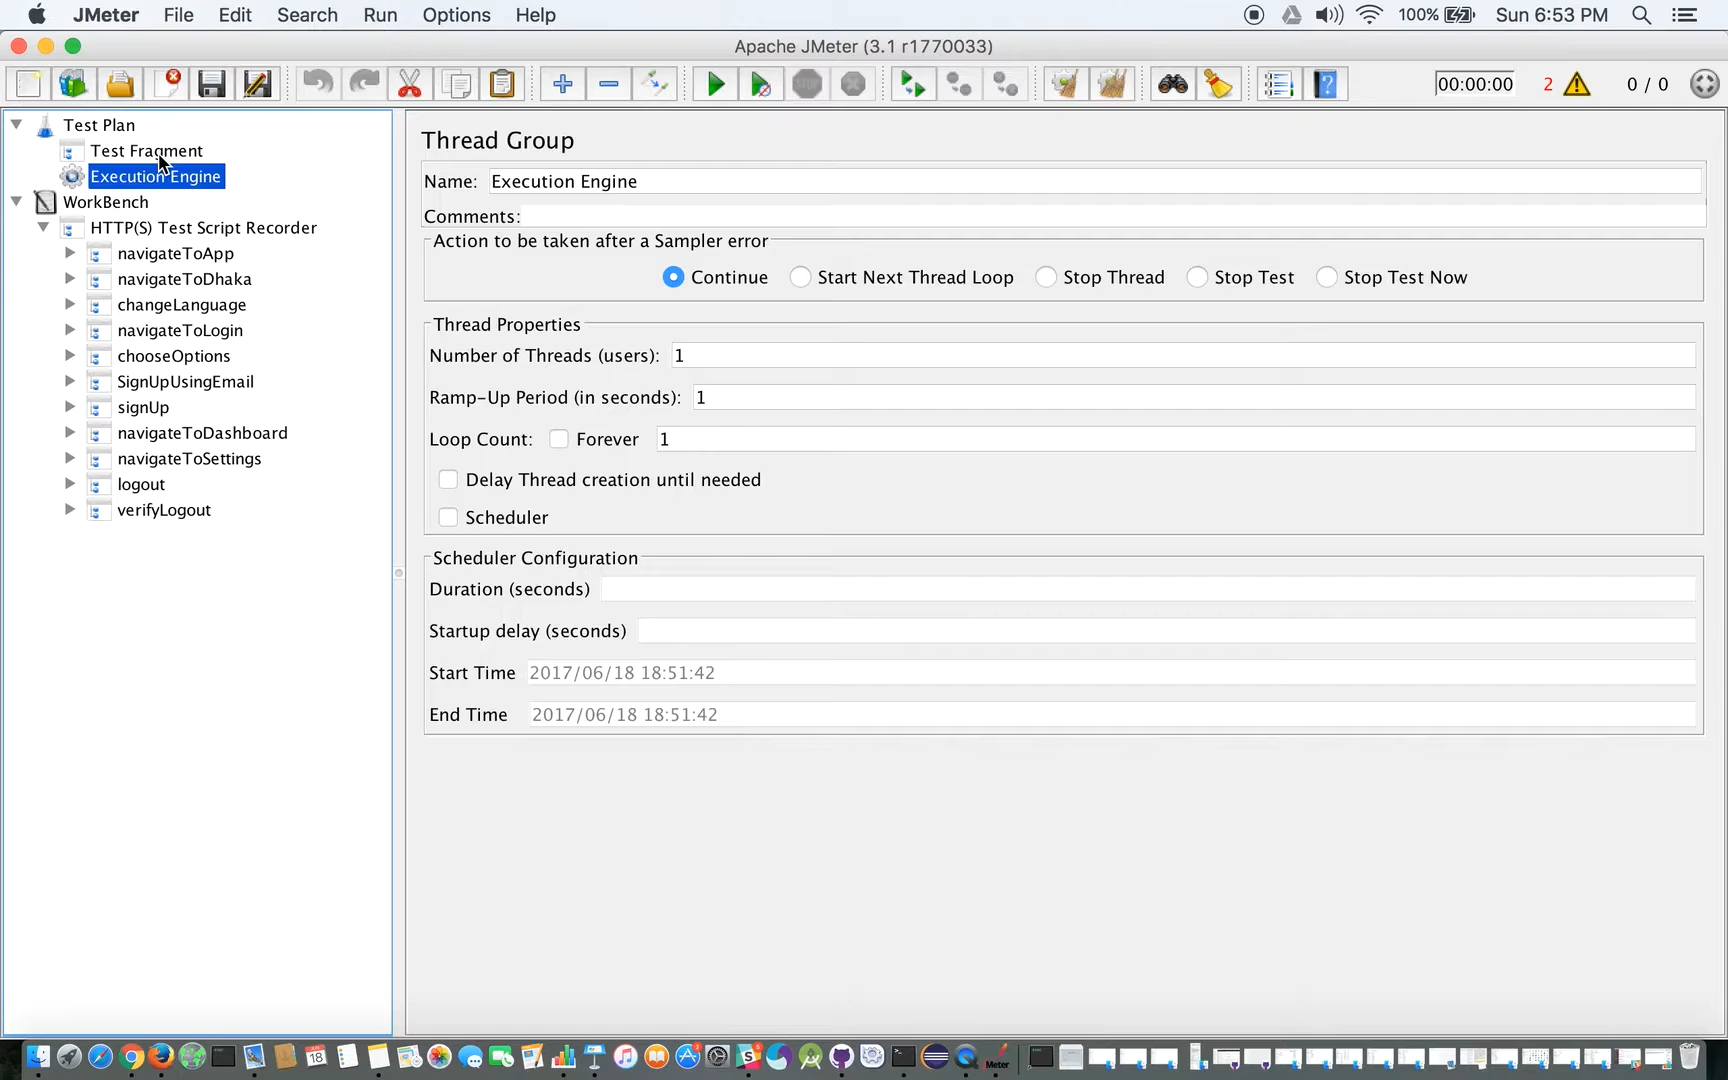 JMeter File Edit Search Run Options Help 100% Sun 6:53 PM
Apache JMeter (3.1 r1770033)
00:00:00 2 0 / 0
Test Plan
Test Fragment
Execution Engine
WorkBench
HTTP(S) Test Script Recorder
navigateToApp
navigateToDhaka
changeLanguage
navigateToLogin
chooseOptions
SignUpUsingEmail
signUp
navigateToDashboard
navigateToSettings
logout
verifyLogout
Thread Group
Name: Execution Engine
Comments:
Action to be taken after a Sampler error
Continue Start Next Thread Loop Stop Thread Stop Test Stop Test Now
Thread Properties
Number of Threads (users): 1
Ramp-Up Period (in seconds): 1
Loop Count: Forever 1
Delay Thread creation until needed
Scheduler
Scheduler Configuration
Duration (seconds)
Startup delay (seconds)
Start Time 2017/06/18 18:51:42
End Time 2017/06/18 18:51:42